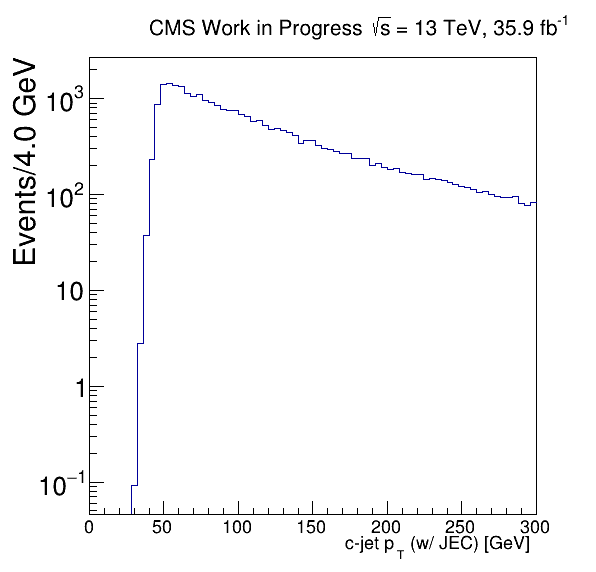 CMS Work in Progress √s = 13 TeV, 35.9 fb⁻¹
Events/4.0 GeV
10³
10²
10
1
10⁻¹
0 50 100 150 200 250 300
c-jet p_T (w/ JEC) [GeV]